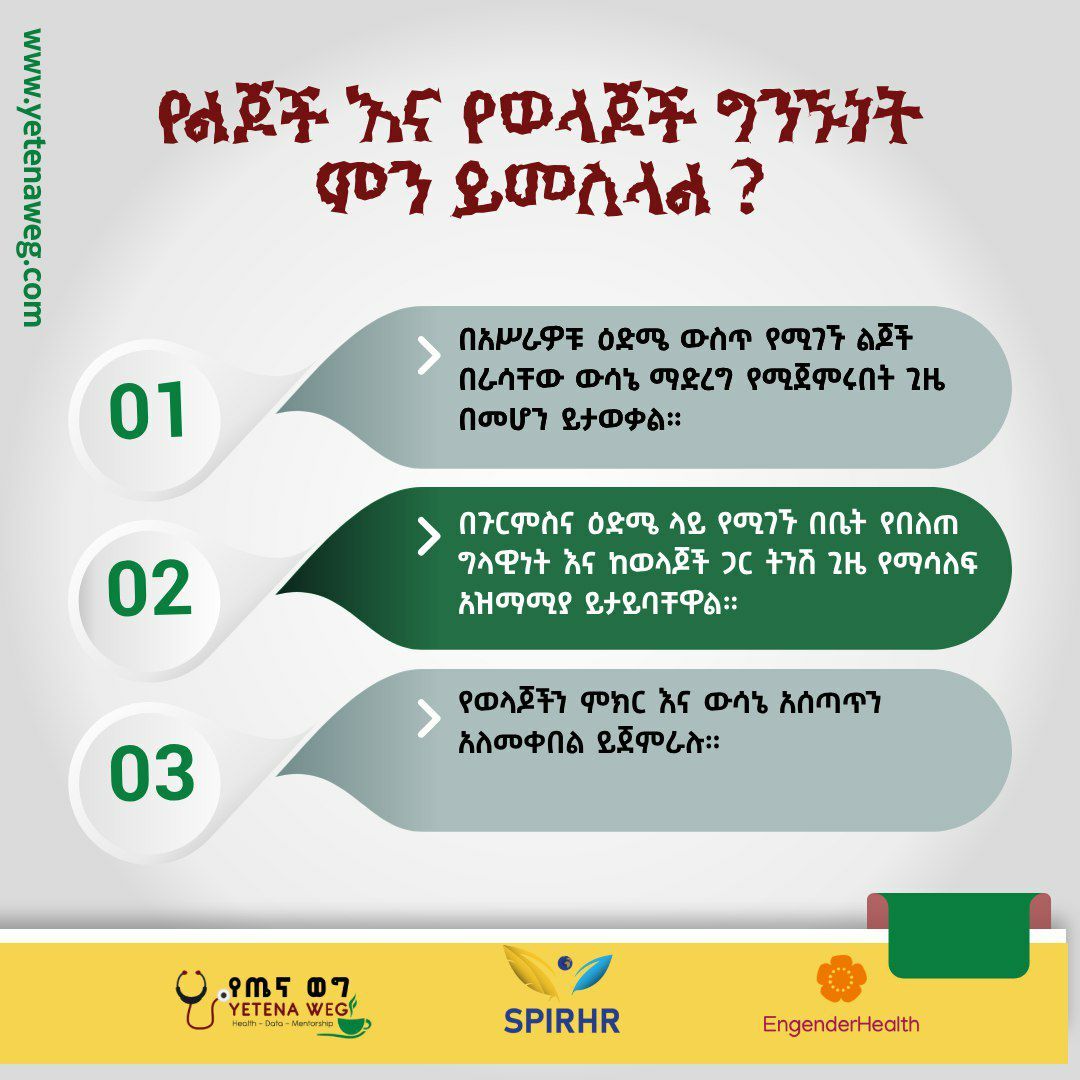 www.yetenaweg.com
የልጆች እና የወላጆች ግንኙነት
ምን ይመስላል ?
01
በአሥራዎቹ ዕድሜ ውስጥ የሚገኙ ልጆች
በራሳቸው ውሳኔ ማድረግ የሚጀምሩበት ጊዜ
በመሆን ይታወቃል።
02
በጉርምስና ዕድሜ ላይ የሚገኙ በቤት የበለጠ
ግላዊነት እና ከወላጆች ጋር ትንሽ ጊዜ የማሳለፍ
አዝማሚያ ይታይባቸዋል።
03
የወላጆችን ምክር እና ውሳኔ አሰጣጥን
አለመቀበል ይጀምራሉ።
የጤና ወግ
YETENA WEG
Health - Data - Mentorship
SPIRHR
EngenderHealth